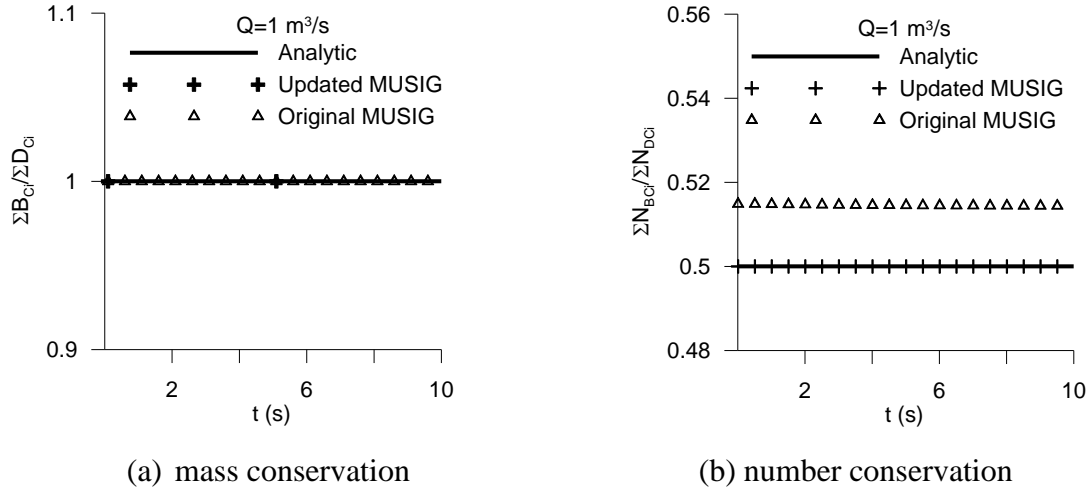 1.1
Q=1 m³/s
Analytic
Updated MUSIG
Original MUSIG
1
0.9
ΣB_Ci/ΣD_Ci
2
6
10
t (s)
(a) mass conservation
0.56
Q=1 m³/s
Analytic
0.54
Updated MUSIG
Original MUSIG
0.52
0.5
0.48
ΣN_BCi/ΣN_DCi
2
6
10
t (s)
(b) number conservation